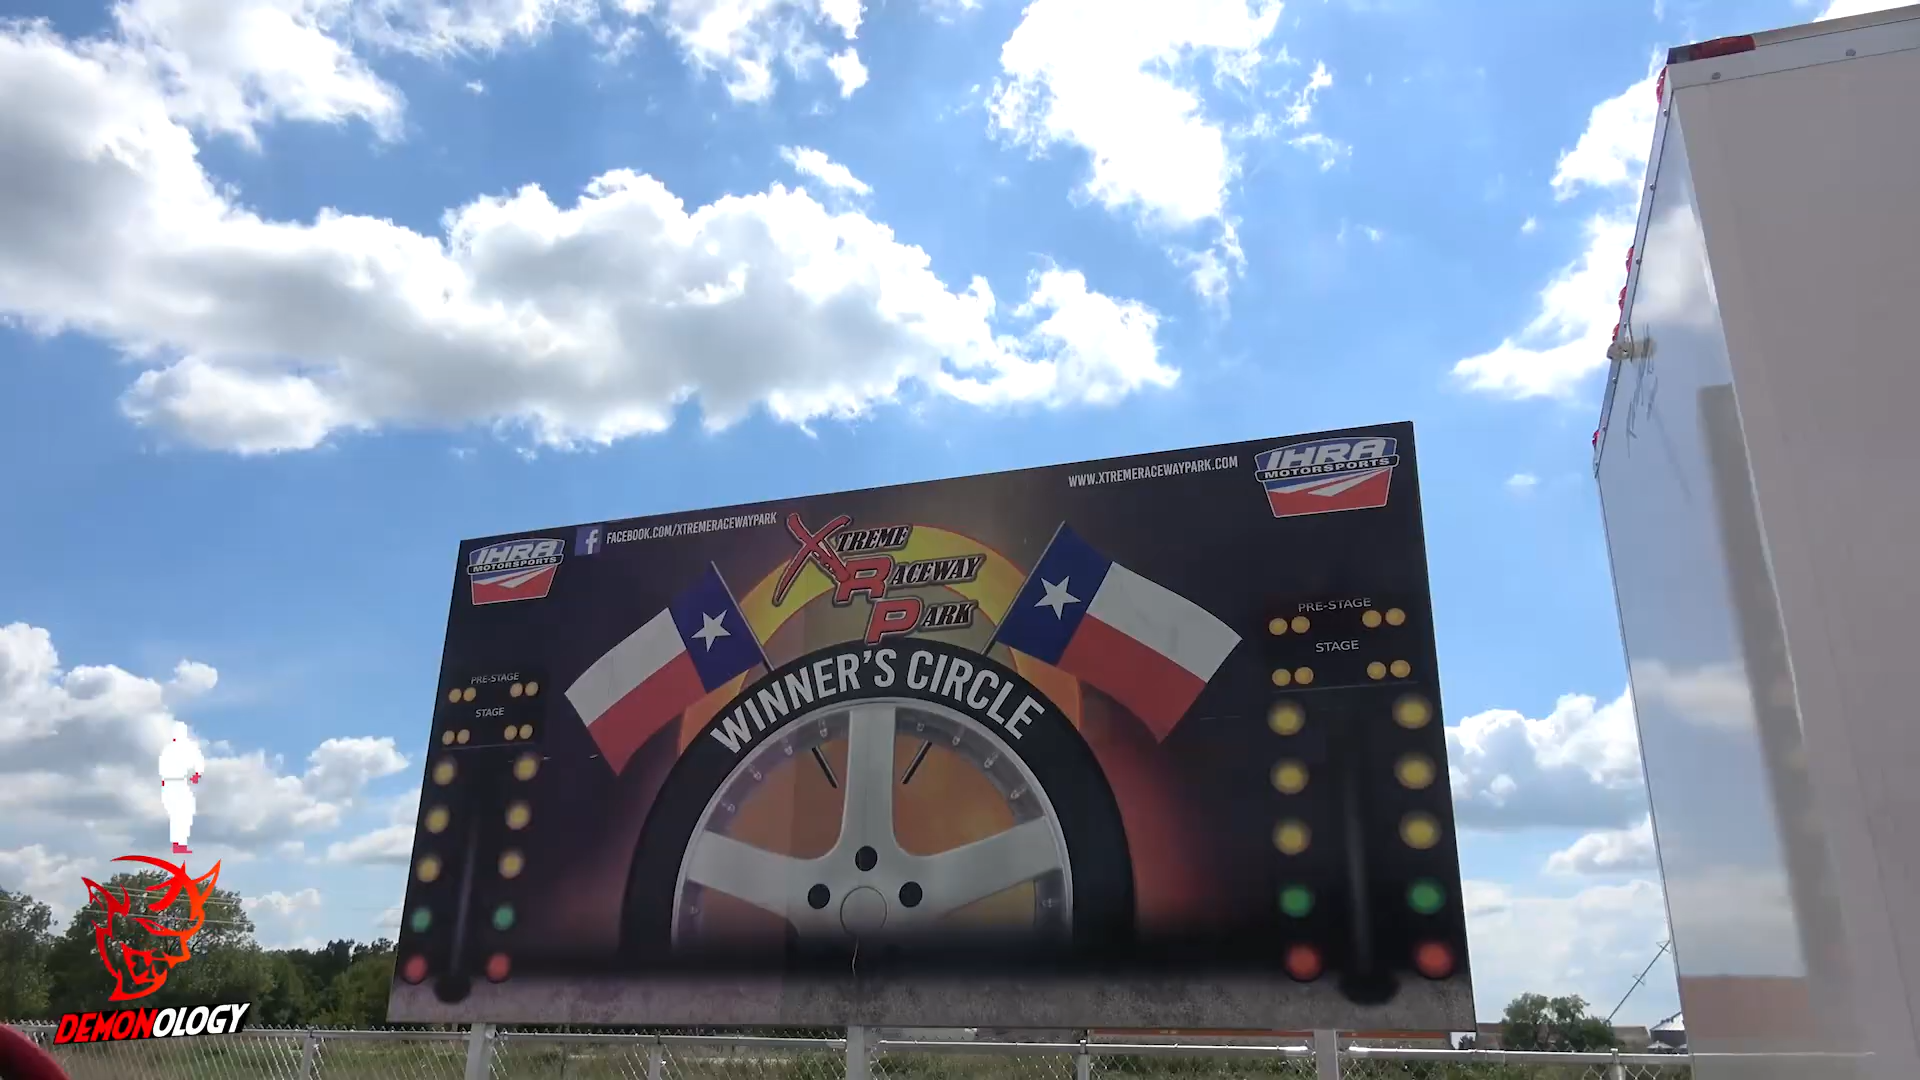 WWW.XTREMERACEWAYPARK.COM
IHRA
MOTORSPORTS
FACEBOOK.COM/XTREMERACEWAYPARK
IHRA
MOTORSPORTS
XTREME
RACEWAY
PARK
WINNER'S CIRCLE
PRE-STAGE
STAGE
PRE-STAGE
STAGE
DEMONOLOGY